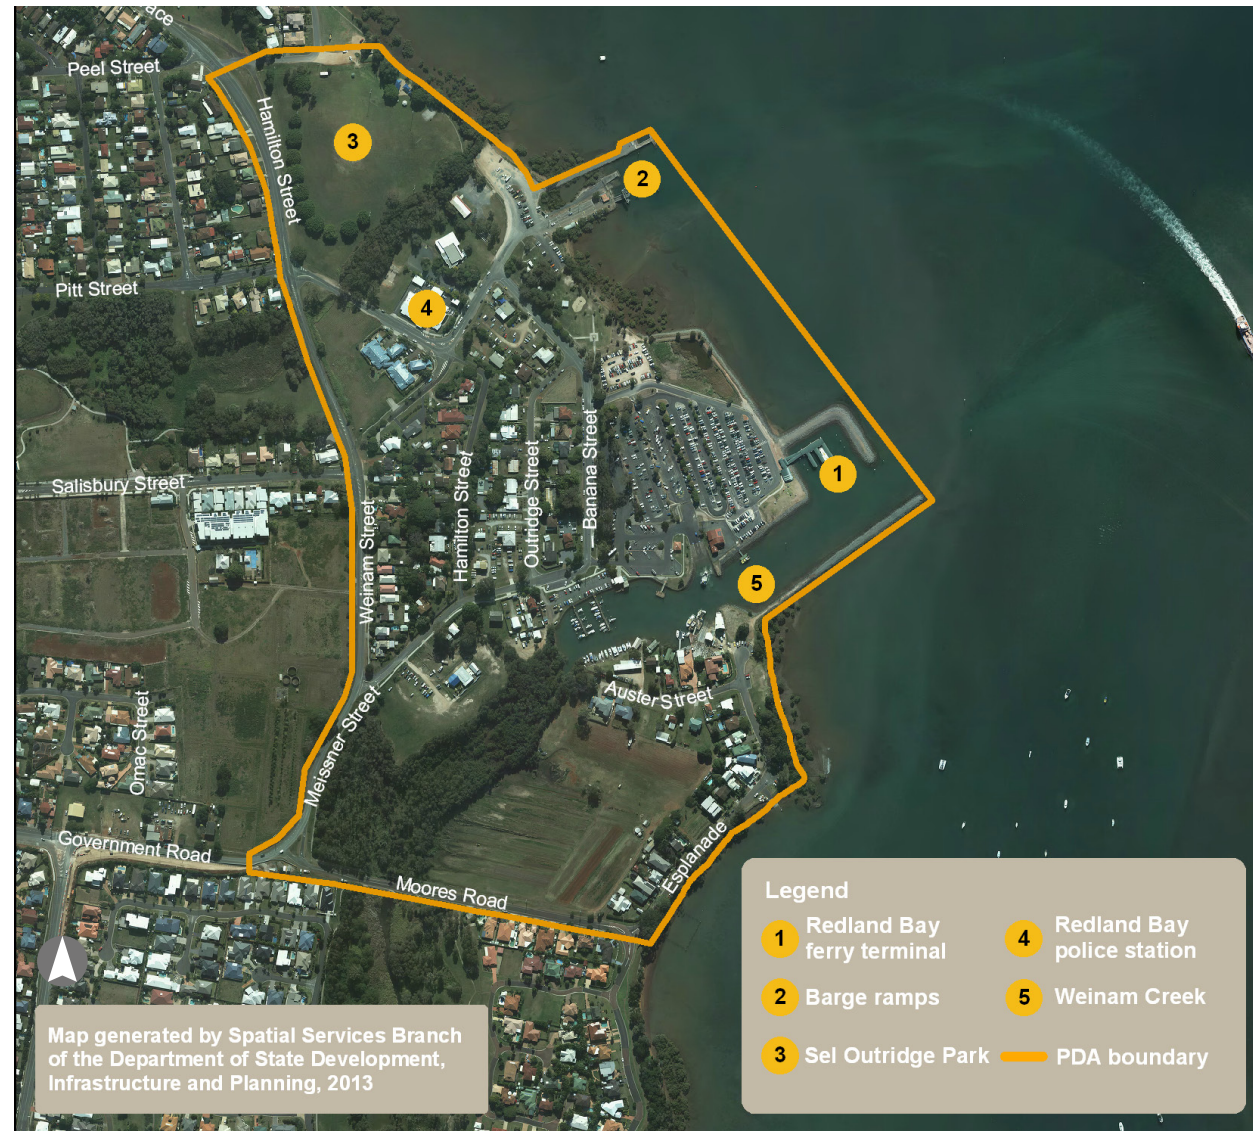 ace
Peel Street
Hamilton Street
3
2
Pitt Street
4
1
Salisbury Street
Weinam Street
Hamilton Street
Outridge Street
Banana Street
5
Auster Street
Omac Street
Meissner Street
Government Road
Moores Road
Esplanade
Legend
1 Redland Bay
ferry terminal
4 Redland Bay
police station
2 Barge ramps
5 Weinam Creek
3 Sel Outridge Park
PDA boundary
Map generated by Spatial Services Branch
of the Department of State Development,
Infrastructure and Planning, 2013